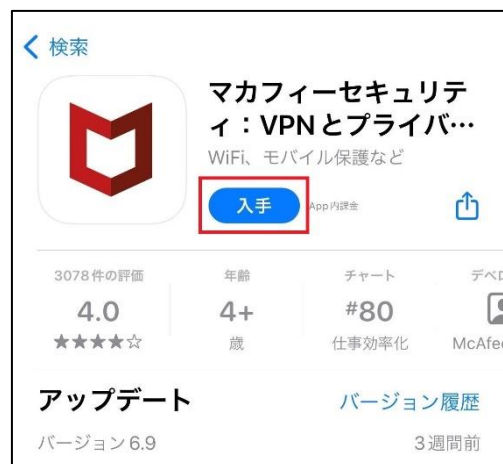 検索
マカフィーセキュリテ
ィ：VPNとプライバ…
WiFi、モバイル保護など
入手
App内課金
3078件の評価
年齢
チャート
デベロ
4.0
4+
#80
歳
仕事効率化
McAfee
アップデート
バージョン履歴
バージョン 6.9
3週間前